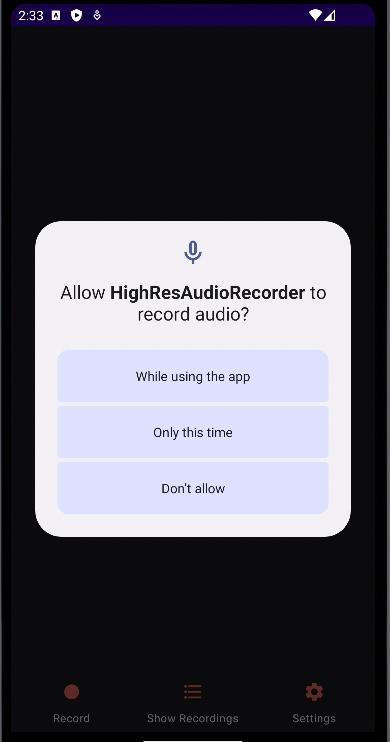 2:33
Allow HighResAudioRecorder to
record audio?
While using the app
Only this time
Don't allow
Record
Show Recordings
Settings